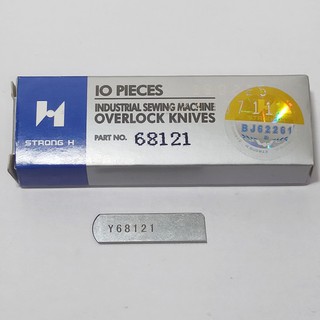 10 PIECES
INDUSTRIAL SEWING MACHINE
OVERLOCK KNIVES
PART NO. 68121
STRONG H
BJ62261
Y68121